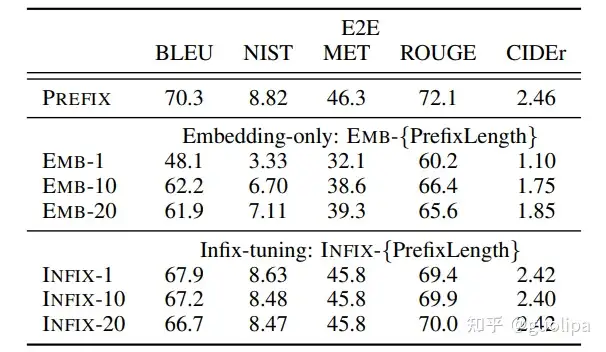 E2E
BLEU NIST MET ROUGE CIDEr
PREFIX 70.3 8.82 46.3 72.1 2.46
Embedding-only: EMB-{PrefixLength}
EMB-1 48.1 3.33 32.1 60.2 1.10
EMB-10 62.2 6.70 38.6 66.4 1.75
EMB-20 61.9 7.11 39.3 65.6 1.85
Infix-tuning: INFIX-{PrefixLength}
INFIX-1 67.9 8.63 45.8 69.4 2.42
INFIX-10 67.2 8.48 45.8 69.9 2.40
INFIX-20 66.7 8.47 45.8 70.0 2.42
知乎 @guolipa